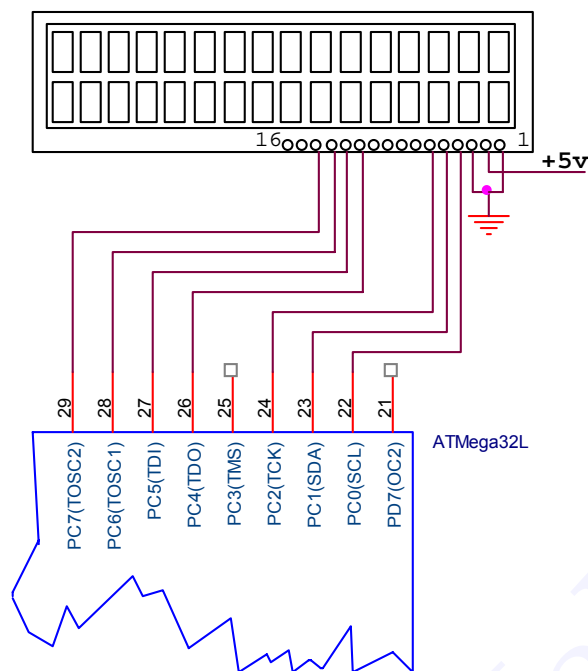 16 1
+5v
29 28 27 26 25 24 23 22 21
ATMega32L
PC7(TOSC2)
PC6(TOSC1)
PC5(TDI)
PC4(TDO)
PC3(TMS)
PC2(TCK)
PC1(SDA)
PC0(SCL)
PD7(OC2)